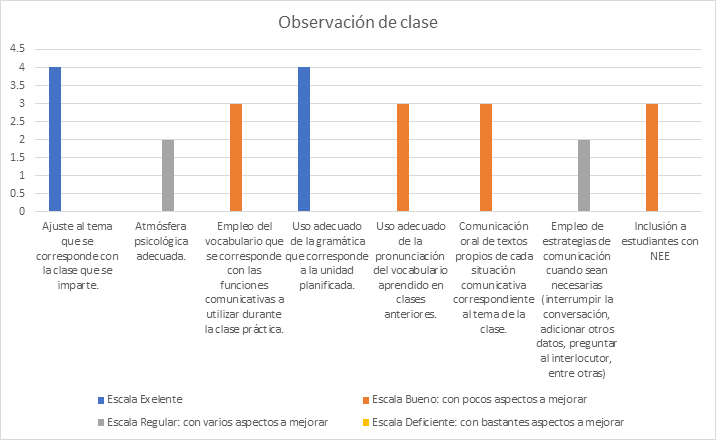 Observación de clase
4.5
4
3.5
3
2.5
2
1.5
1
0.5
0
Ajuste al tema
que se
corresponde con
la clase que se
imparte.
Atmósfera
psicológica
adecuada.
Empleo del
vocabulario que
se corresponde
con las
funciones
comunicativas a
utilizar durante
la clase práctica.
Uso adecuado
de la gramática
que corresponde
a la unidad
planificada.
Uso adecuado
de la
pronunciación
del vocabulario
aprendido en
clases
anteriores.
Comunicación
oral de textos
propios de cada
situación
comunicativa
correspondiente
al tema de la
clase.
Empleo de
estrategias de
comunicación
cuando sean
necesarias
(interrumpir la
conversación,
adicionar otros
datos, preguntar
al interlocutor,
entre otras)
Inclusión a
estudiantes con
NEE
Escala Exelente
Escala Bueno: con pocos aspectos a mejorar
Escala Regular: con varios aspectos a mejorar
Escala Deficiente: con bastantes aspectos a mejorar